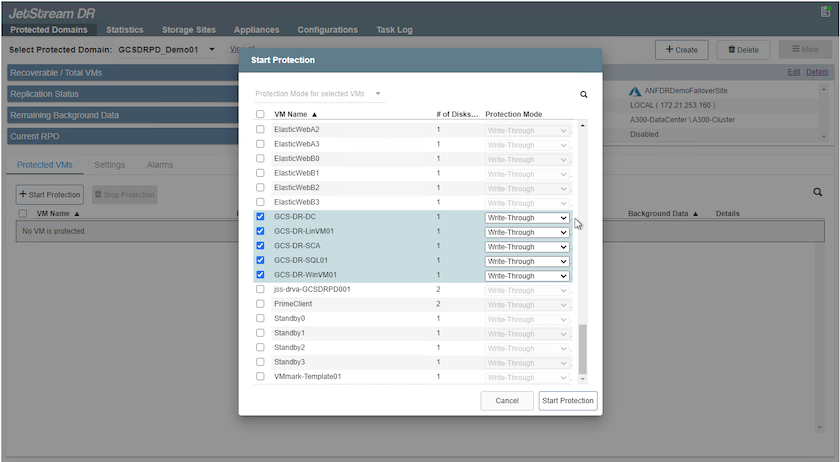 JetStream DR
Protected Domains Statistics Storage Sites Appliances Configurations Task Log
Select Protected Domain: GCSDRPD_Demo01 View all + Create Delete More
Start Protection
Recoverable / Total VMs Edit Details
Replication Status ANFDRDemoFailoverSite
LOCAL ( 172.21.253.160 )
Remaining Background Data A300-DataCenter \ A300-Cluster
Current RPO Disabled
Protected VMs Settings Alarms
+ Start Protection Stop Protection
VM Name ▲ Background Data ▲ Details
No VM is protected.
Protection Mode for selected VMs
VM Name ▲ # of Disks... Protection Mode
ElasticWebA2 1 Write-Through
ElasticWebA3 1 Write-Through
ElasticWebB0 1 Write-Through
ElasticWebB1 1 Write-Through
ElasticWebB2 1 Write-Through
ElasticWebB3 1 Write-Through
GCS-DR-DC 1 Write-Through
GCS-DR-LinVM01 1 Write-Through
GCS-DR-SCA 1 Write-Through
GCS-DR-SQL01 1 Write-Through
GCS-DR-WinVM01 1 Write-Through
jss-drva-GCSDRPD001 2 Write-Through
PrimeClient 2 Write-Through
Standby0 1 Write-Through
Standby1 1 Write-Through
Standby2 1 Write-Through
Standby3 1 Write-Through
VMmark-Template01 1 Write-Through
Cancel Start Protection